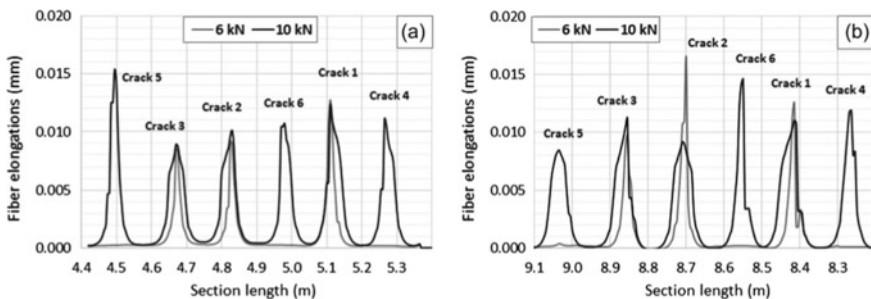 0.020
0.015
0.010
0.005
0.000
Fiber elongations (mm)
6 kN 10 kN
(a)
Crack 5
Crack 3
Crack 2
Crack 6
Crack 1
Crack 4
4.4 4.5 4.6 4.7 4.8 4.9 5.0 5.1 5.2 5.3
Section length (m)
0.020
0.015
0.010
0.005
0.000
Fiber elongations (mm)
6 kN 10 kN
(b)
Crack 5
Crack 3
Crack 2
Crack 6
Crack 1
Crack 4
9.1 9.0 8.8 8.8 8.7 8.6 8.5 8.4 8.3
Section length (m)